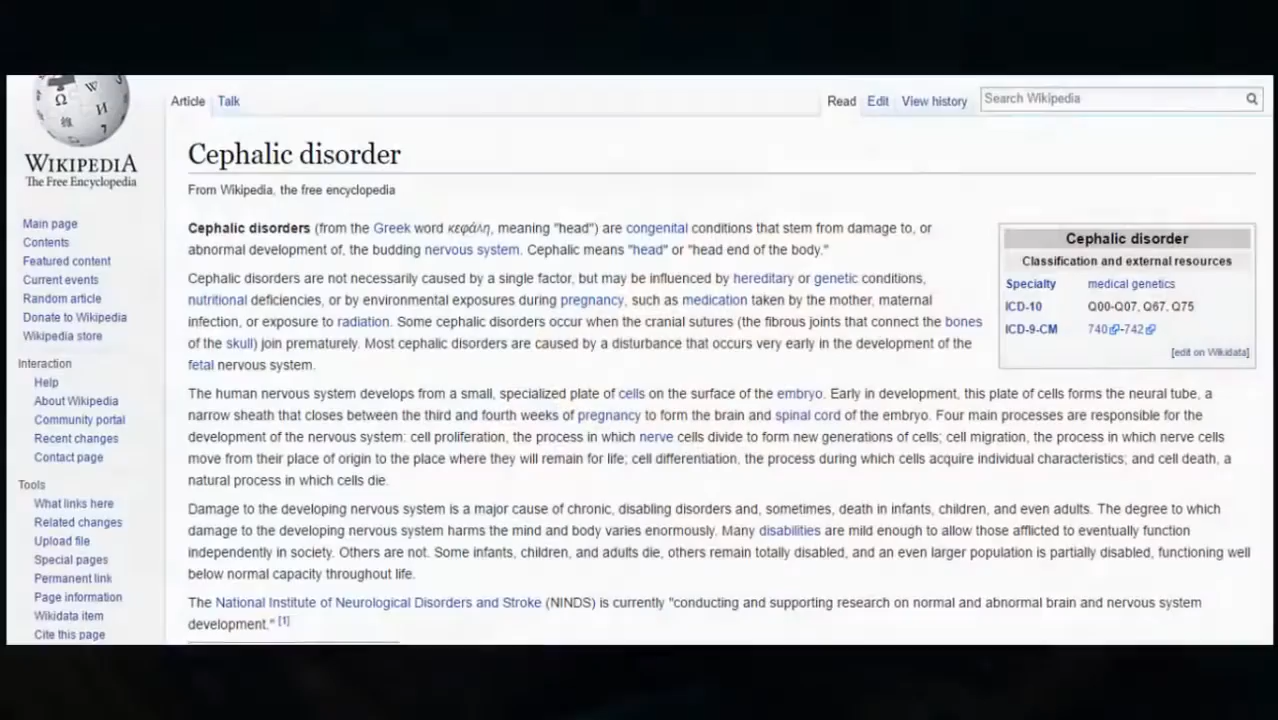 Ω W И 維 7
WIKIPEDIA
The Free Encyclopedia
Main page
Contents
Featured content
Current events
Random article
Donate to Wikipedia
Wikipedia store
Interaction
Help
About Wikipedia
Community portal
Recent changes
Contact page
Tools
What links here
Related changes
Upload file
Special pages
Permanent link
Page information
Wikidata item
Cite this page
Article Talk
Read Edit View history Search Wikipedia
Cephalic disorder
From Wikipedia, the free encyclopedia
Cephalic disorders (from the Greek word κεφάλη, meaning "head") are congenital conditions that stem from damage to, or
abnormal development of, the budding nervous system. Cephalic means "head" or "head end of the body."
Cephalic disorders are not necessarily caused by a single factor, but may be influenced by hereditary or genetic conditions,
nutritional deficiencies, or by environmental exposures during pregnancy, such as medication taken by the mother, maternal
infection, or exposure to radiation. Some cephalic disorders occur when the cranial sutures (the fibrous joints that connect the bones
of the skull) join prematurely. Most cephalic disorders are caused by a disturbance that occurs very early in the development of the
fetal nervous system.
Cephalic disorder
Classification and external resources
Specialty medical genetics
ICD-10 Q00-Q07, Q67, Q75
ICD-9-CM 740-742
[edit on Wikidata]
The human nervous system develops from a small, specialized plate of cells on the surface of the embryo. Early in development, this plate of cells forms the neural tube, a
narrow sheath that closes between the third and fourth weeks of pregnancy to form the brain and spinal cord of the embryo. Four main processes are responsible for the
development of the nervous system: cell proliferation, the process in which nerve cells divide to form new generations of cells; cell migration, the process in which nerve cells
move from their place of origin to the place where they will remain for life; cell differentiation, the process during which cells acquire individual characteristics; and cell death, a
natural process in which cells die.
Damage to the developing nervous system is a major cause of chronic, disabling disorders and, sometimes, death in infants, children, and even adults. The degree to which
damage to the developing nervous system harms the mind and body varies enormously. Many disabilities are mild enough to allow those afflicted to eventually function
independently in society. Others are not. Some infants, children, and adults die, others remain totally disabled, and an even larger population is partially disabled, functioning well
below normal capacity throughout life.
The National Institute of Neurological Disorders and Stroke (NINDS) is currently "conducting and supporting research on normal and abnormal brain and nervous system
development." [1]